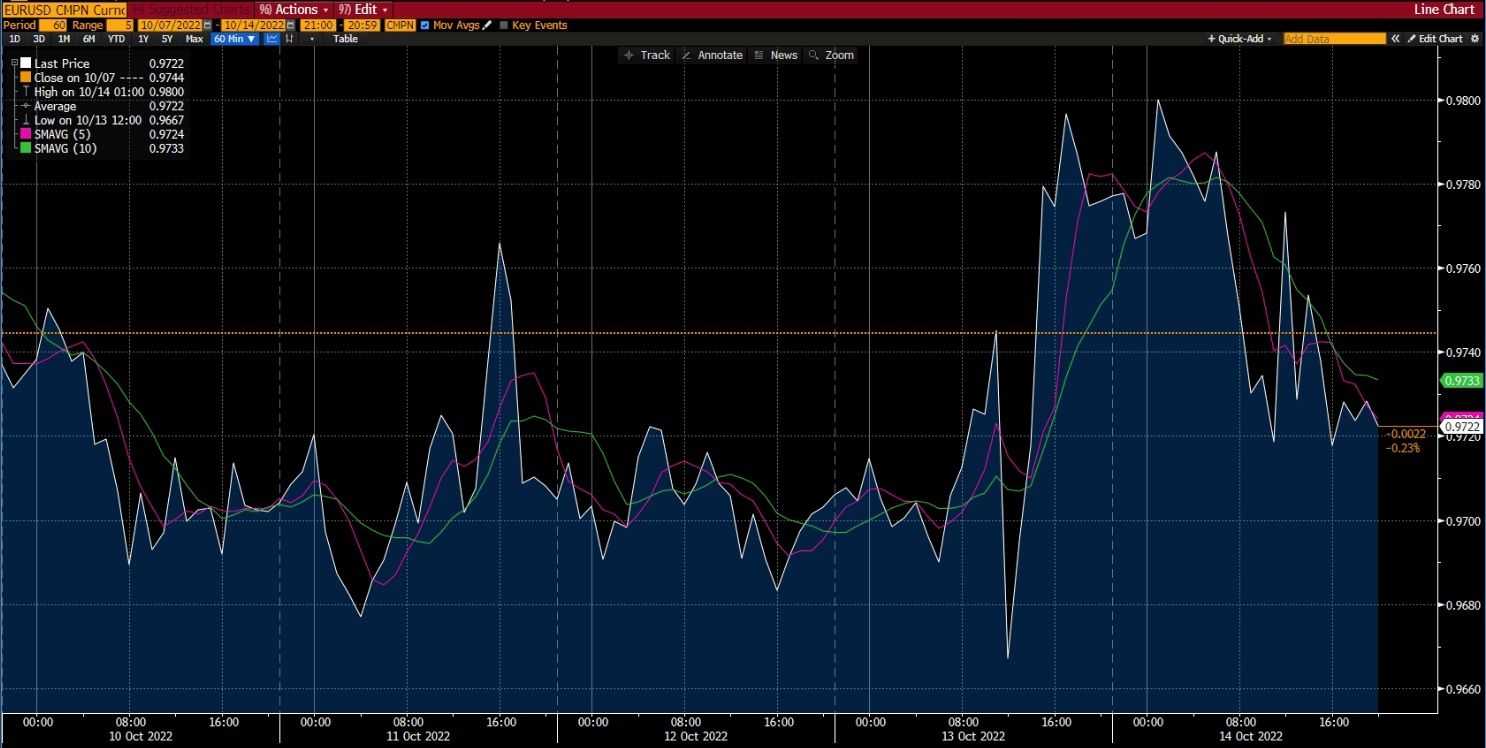 EURUSD CMPN Curnc 96) Suggested Charts 96) Actions 97) Edit Line Chart
Period 60 Range 5 10/07/2022 - 10/14/2022 21:00 - 20:59 CMPN Mov Avgs Key Events
1D 3D 1M 6M YTD 1Y 5Y Max 60 Min ▼ Table + Quick-Add Add Data « Edit Chart
Track Annotate News Zoom
Last Price 0.9722
Close on 10/07 ---- 0.9744
High on 10/14 01:00 0.9800
Average 0.9722
Low on 10/13 12:00 0.9667
SMAVG (5) 0.9724
SMAVG (10) 0.9733
0.9800
0.9780
0.9760
0.9740
0.9733
0.9724
0.9722
-0.0022
0.9720
-0.23%
0.9700
0.9680
0.9660
00:00 08:00 16:00 00:00 08:00 16:00 00:00 08:00 16:00 00:00 08:00 16:00 00:00 08:00 16:00
10 Oct 2022 11 Oct 2022 12 Oct 2022 13 Oct 2022 14 Oct 2022